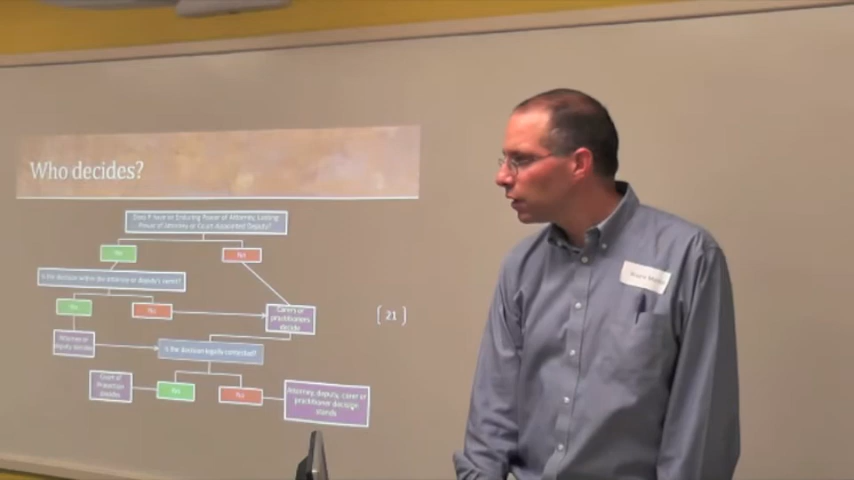 Who decides?
Does P have an Enduring Power of Attorney, Lasting
Power of Attorney or Court Appointed Deputy?
Yes
No
Is the decision within the attorney or deputy's remit?
Yes
No
Carers or
practitioners
decide
[ 21 ]
Attorney or
deputy decides
Is the decision legally contested?
Court of
Protection
decides
Yes
No
Attorney, deputy, carer or
practitioner decision
stands